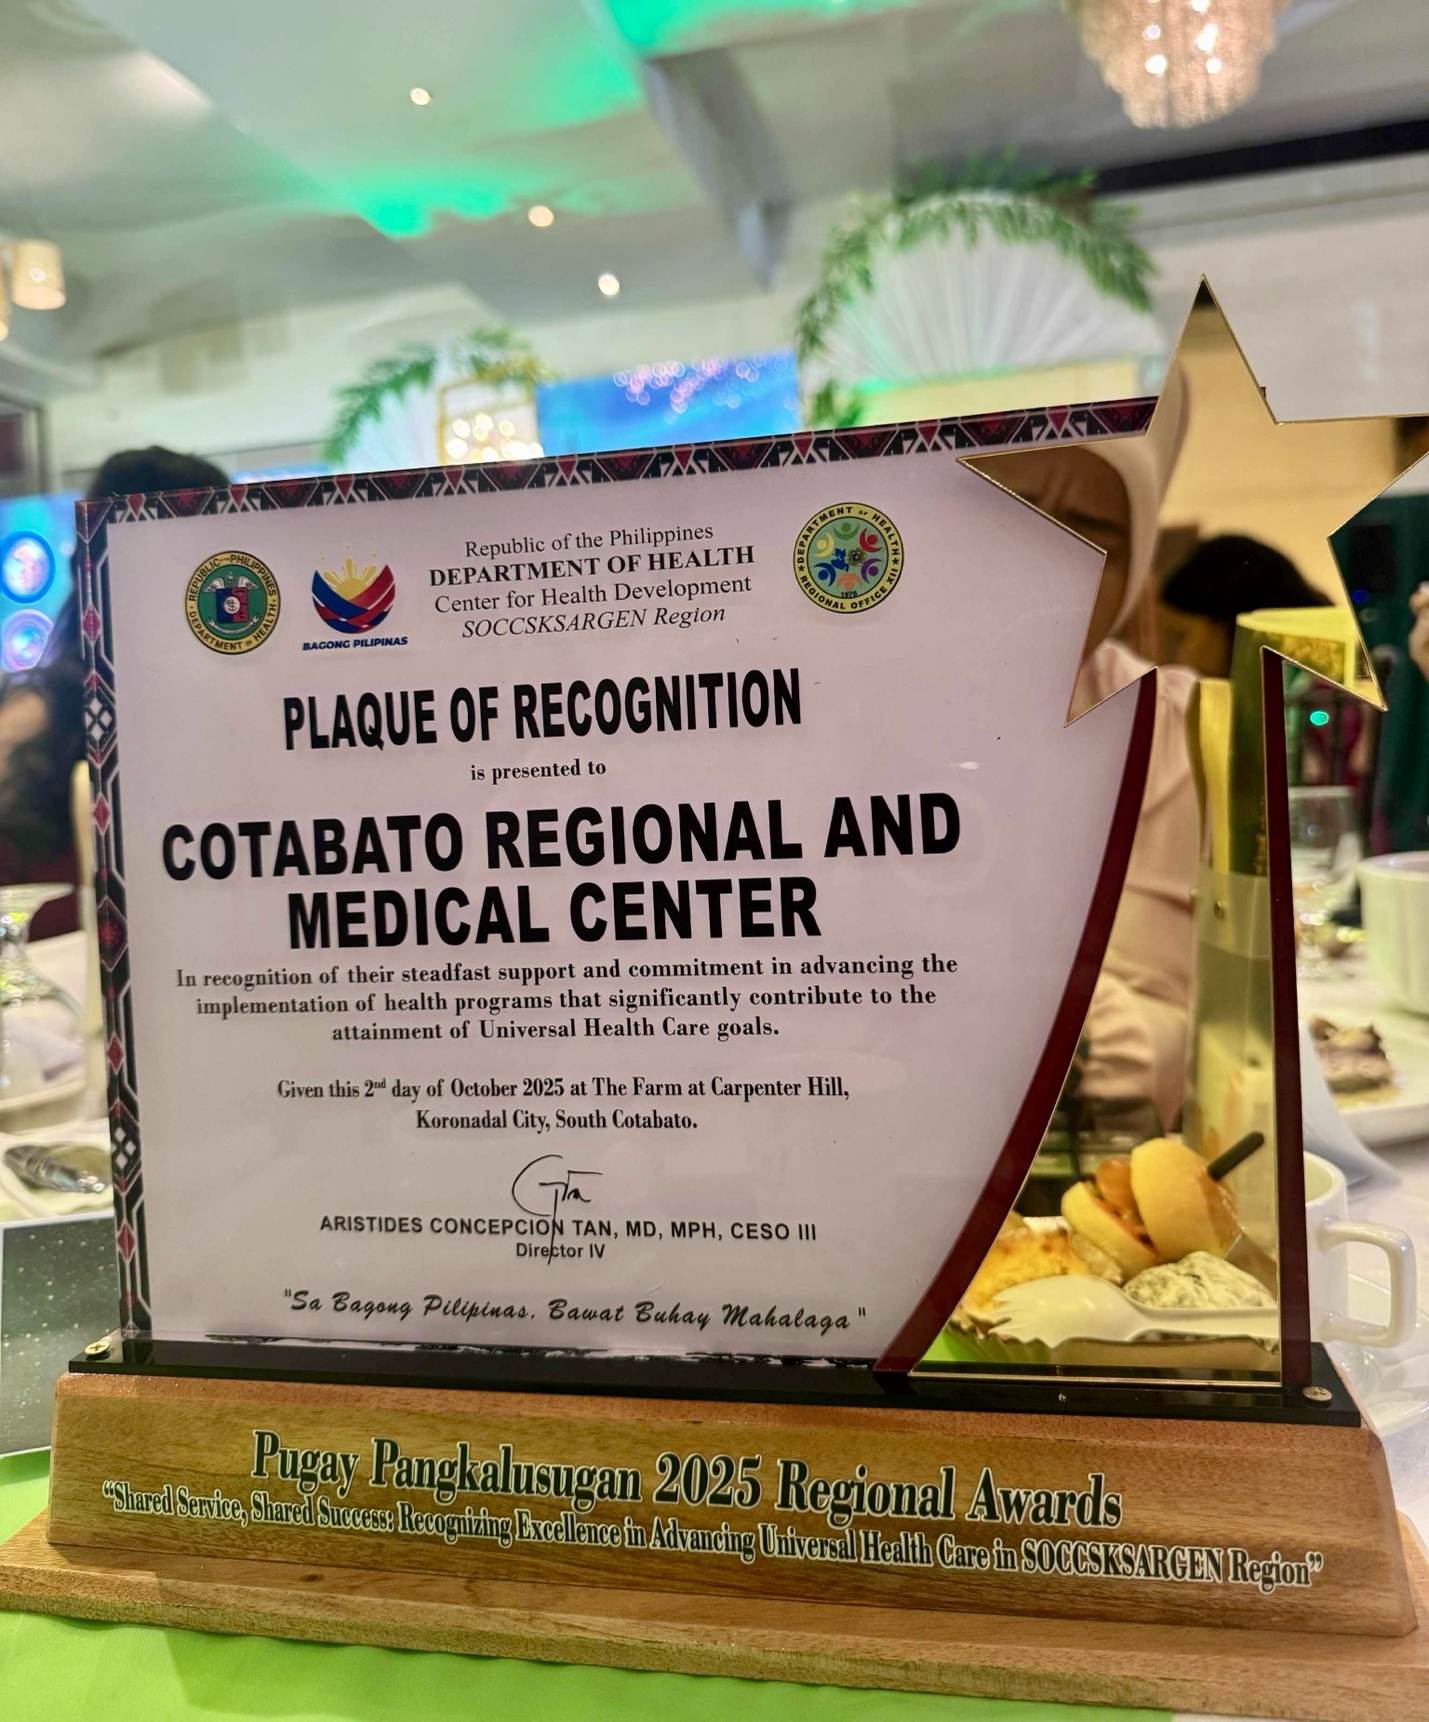 Republic of the Philippines
DEPARTMENT OF HEALTH
Center for Health Development
SOCCSKSARGEN Region
REPUBLIC OF THE PHILIPPINES
DEPARTMENT OF HEALTH
BAGONG PILIPINAS
DEPARTMENT OF HEALTH
REGIONAL OFFICE XII
1976
PLAQUE OF RECOGNITION
is presented to
COTABATO REGIONAL AND
MEDICAL CENTER
In recognition of their steadfast support and commitment in advancing the
implementation of health programs that significantly contribute to the
attainment of Universal Health Care goals.
Given this 2nd day of October 2025 at The Farm at Carpenter Hill,
Koronadal City, South Cotabato.
ARISTIDES CONCEPCION TAN, MD, MPH, CESO III
Director IV
"Sa Bagong Pilipinas, Bawat Buhay Mahalaga"
Pugay Pangkalusugan 2025 Regional Awards
“Shared Service, Shared Success: Recognizing Excellence in Advancing Universal Health Care in SOCCSKSARGEN Region”